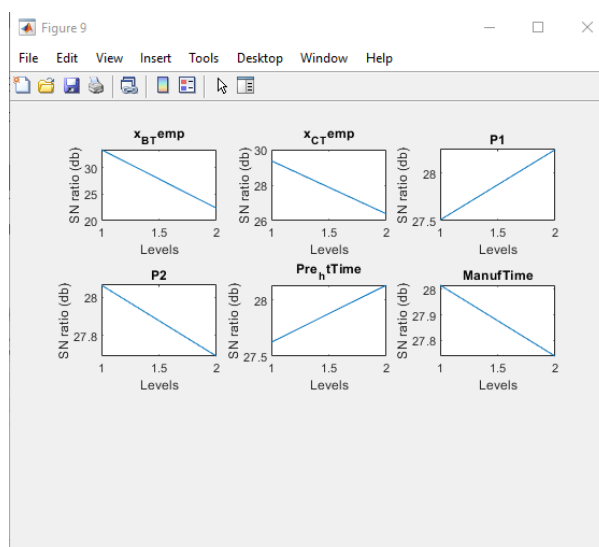 Figure 9
File Edit View Insert Tools Desktop Window Help
x_BTemp
SN ratio (db)
30
25
20
1 1.5 2
Levels
x_CTemp
SN ratio (db)
30
28
26
1 1.5 2
Levels
P1
SN ratio (db)
28
27.5
1 1.5 2
Levels
P2
SN ratio (db)
28
27.8
1 1.5 2
Levels
Pre_htTime
SN ratio (db)
28
27.5
1 1.5 2
Levels
ManufTime
SN ratio (db)
28
27.9
27.8
1 1.5 2
Levels